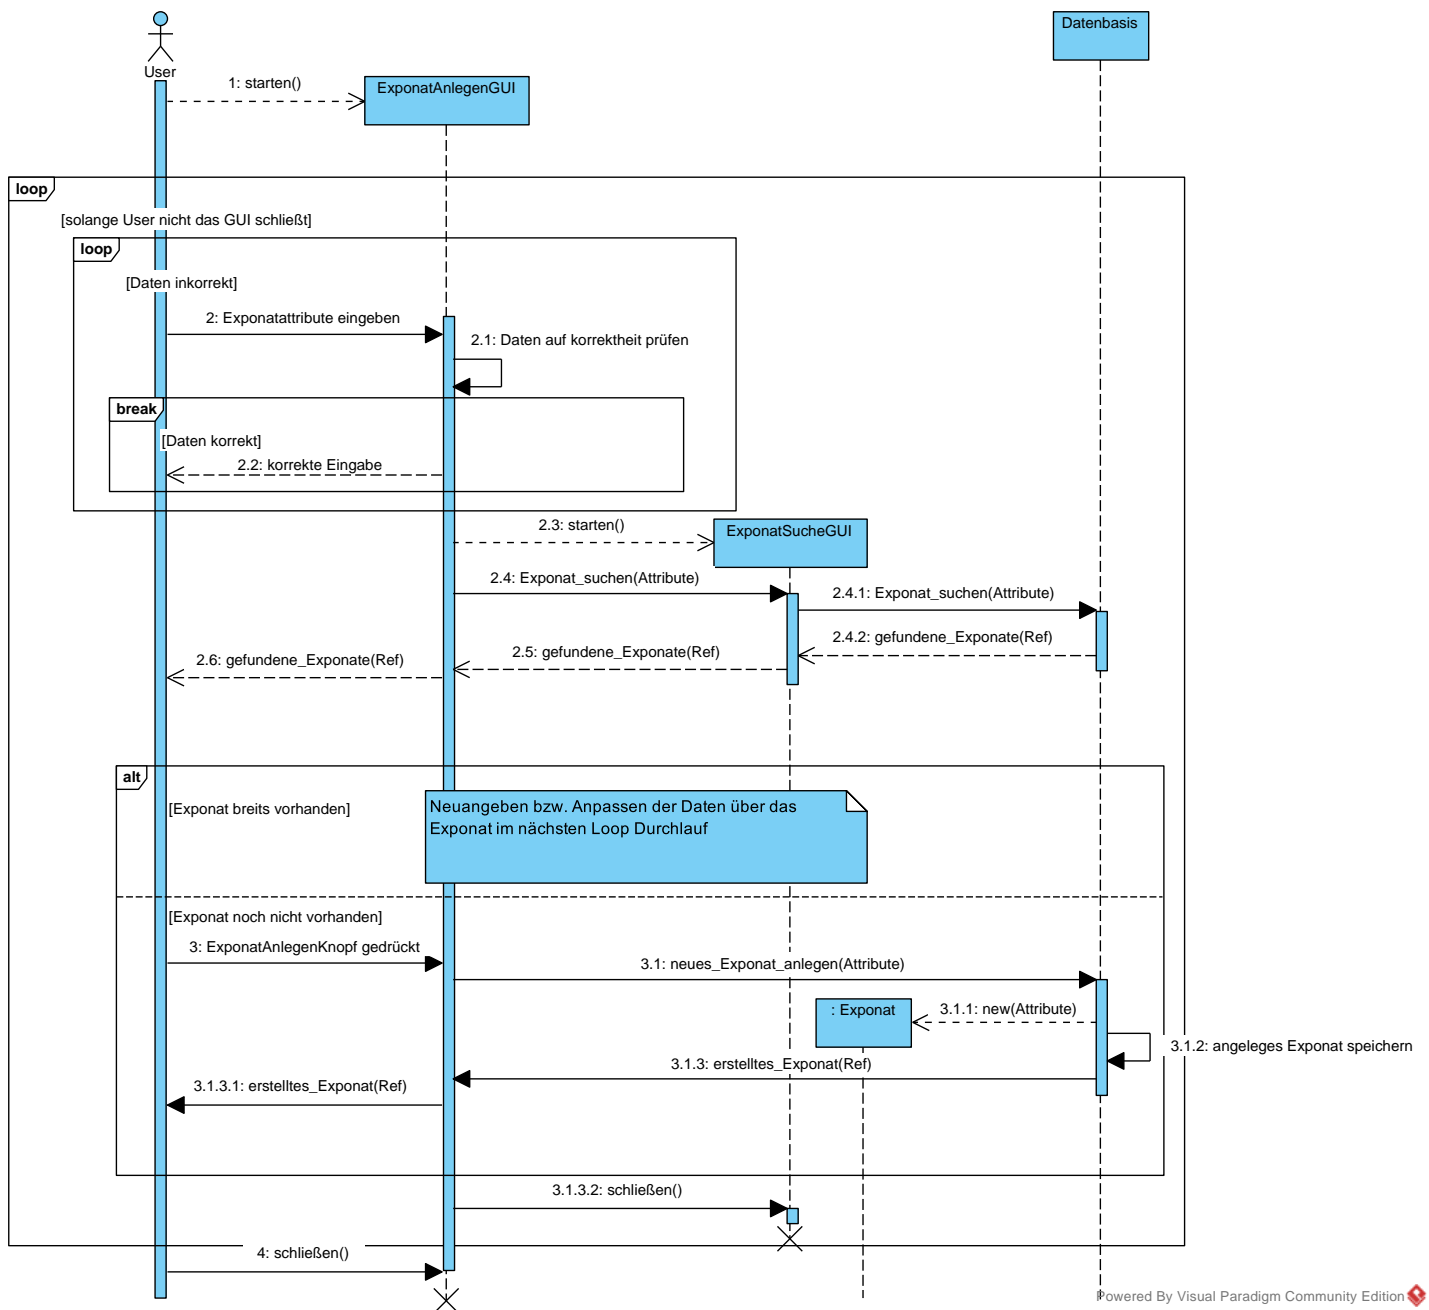 Datenbasis
User
1: starten()
ExponatAnlegenGUI
loop
[solange User nicht das GUI schließt]
loop
[Daten inkorrekt]
2: Exponatattribute eingeben
2.1: Daten auf korrektheit prüfen
break
[Daten korrekt]
2.2: korrekte Eingabe
2.3: starten()
ExponatSucheGUI
2.4: Exponat_suchen(Attribute)
2.4.1: Exponat_suchen(Attribute)
2.4.2: gefundene_Exponate(Ref)
2.5: gefundene_Exponate(Ref)
2.6: gefundene_Exponate(Ref)
alt
[Exponat breits vorhanden]
Neuangeben bzw. Anpassen der Daten über das
Exponat im nächsten Loop Durchlauf
[Exponat noch nicht vorhanden]
3: ExponatAnlegenKnopf gedrückt
3.1: neues_Exponat_anlegen(Attribute)
: Exponat
3.1.1: new(Attribute)
3.1.2: angeleges Exponat speichern
3.1.3: erstelltes_Exponat(Ref)
3.1.3.1: erstelltes_Exponat(Ref)
3.1.3.2: schließen()
4: schließen()
Powered By Visual Paradigm Community Edition